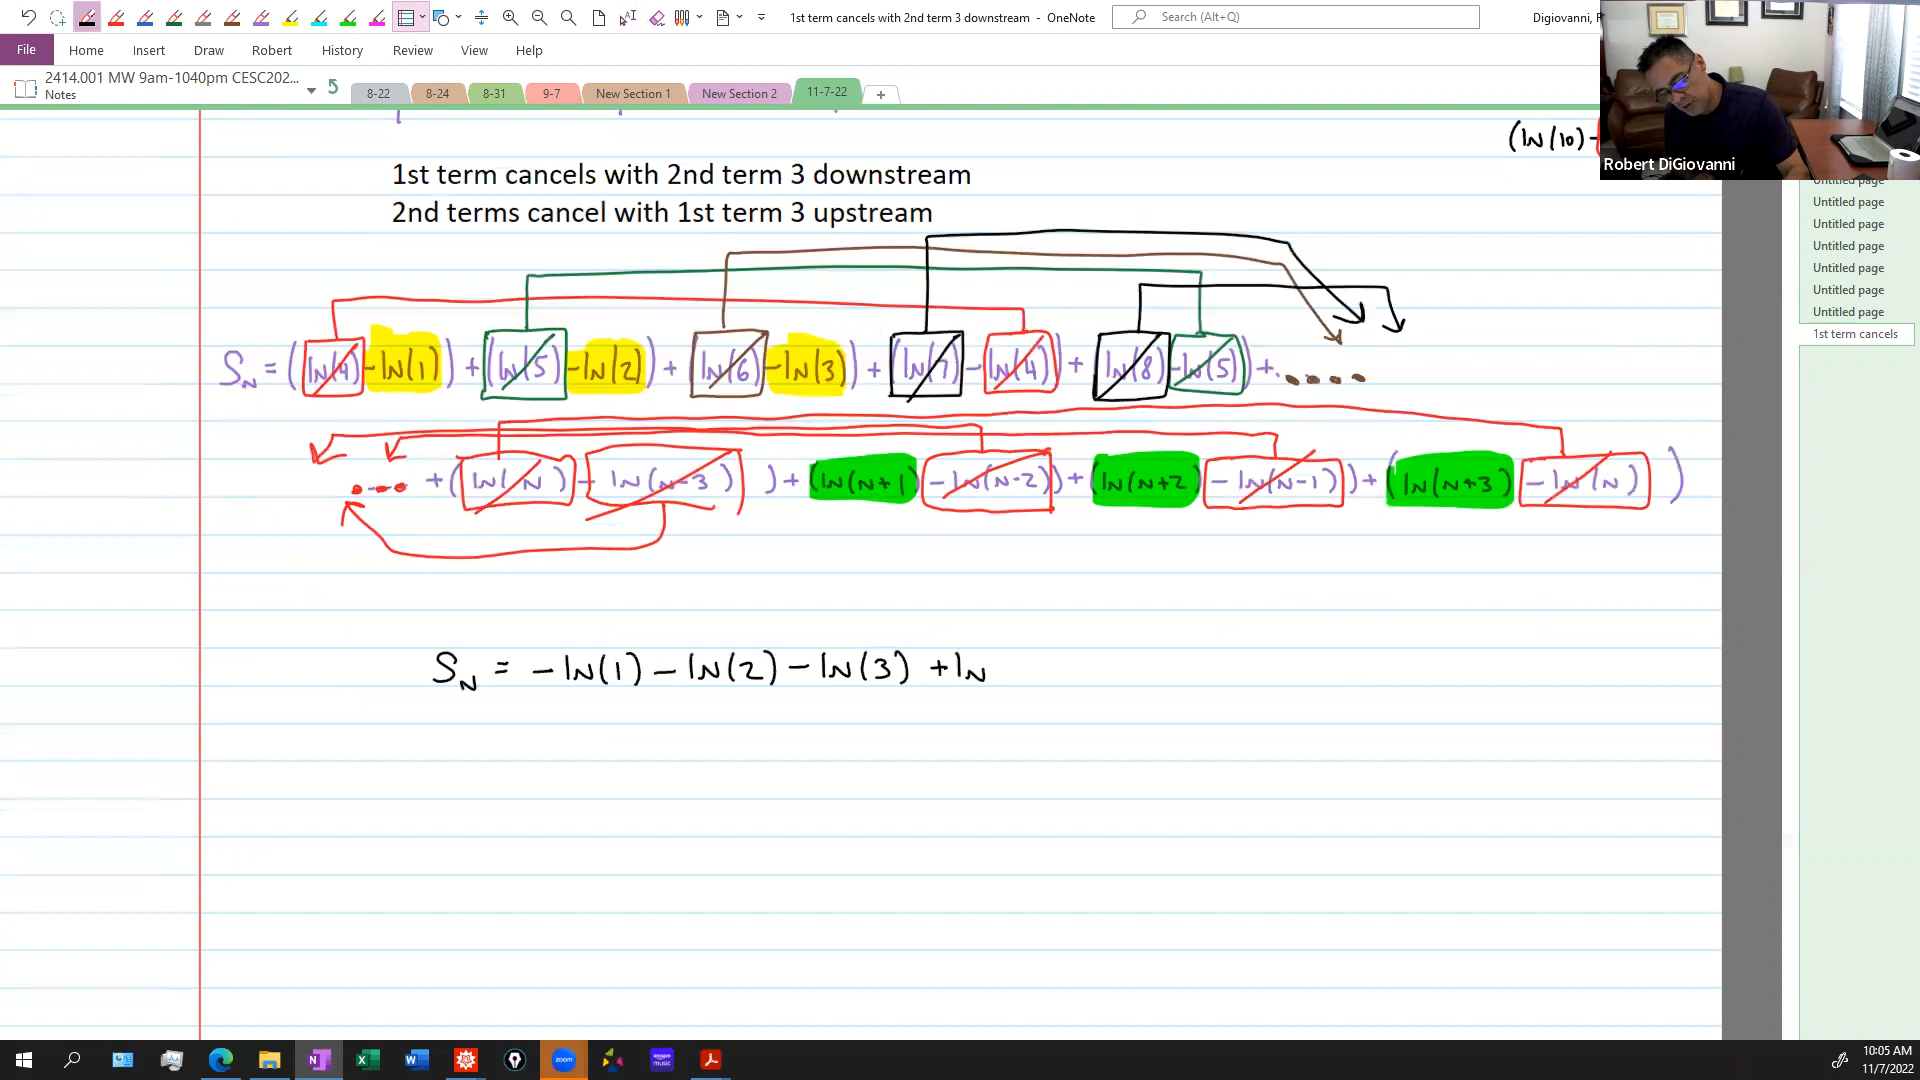 1st term cancels with 2nd term 3 downstream - OneNote
Search (Alt+Q)
Digiovanni,
File Home Insert Draw Robert History Review View Help
2414.001 MW 9am-1040pm CESC202...
Notes
8-22 8-24 8-31 9-7 New Section 1 New Section 2 11-7-22 +
(ln(10)-
Robert DiGiovanni
1st term cancels with 2nd term 3 downstream
2nd terms cancel with 1st term 3 upstream
S_N = (ln(4)-ln(1)) + (ln(5)-ln(2)) + (ln(6)-ln(3)) + (ln(7)-ln(4)) + (ln(8)-ln(5)) +.....
.... + (ln(N) - ln(N-3)) + (ln(N+1)-ln(N-2)) + (ln(N+2)-ln(N-1)) + (ln(N+3)-ln(N))
S_N = -ln(1) - ln(2) - ln(3) + ln
Untitled page
Untitled page
Untitled page
Untitled page
Untitled page
Untitled page
Untitled page
1st term cancels
zoom
amazon music
10:05 AM
11/7/2022